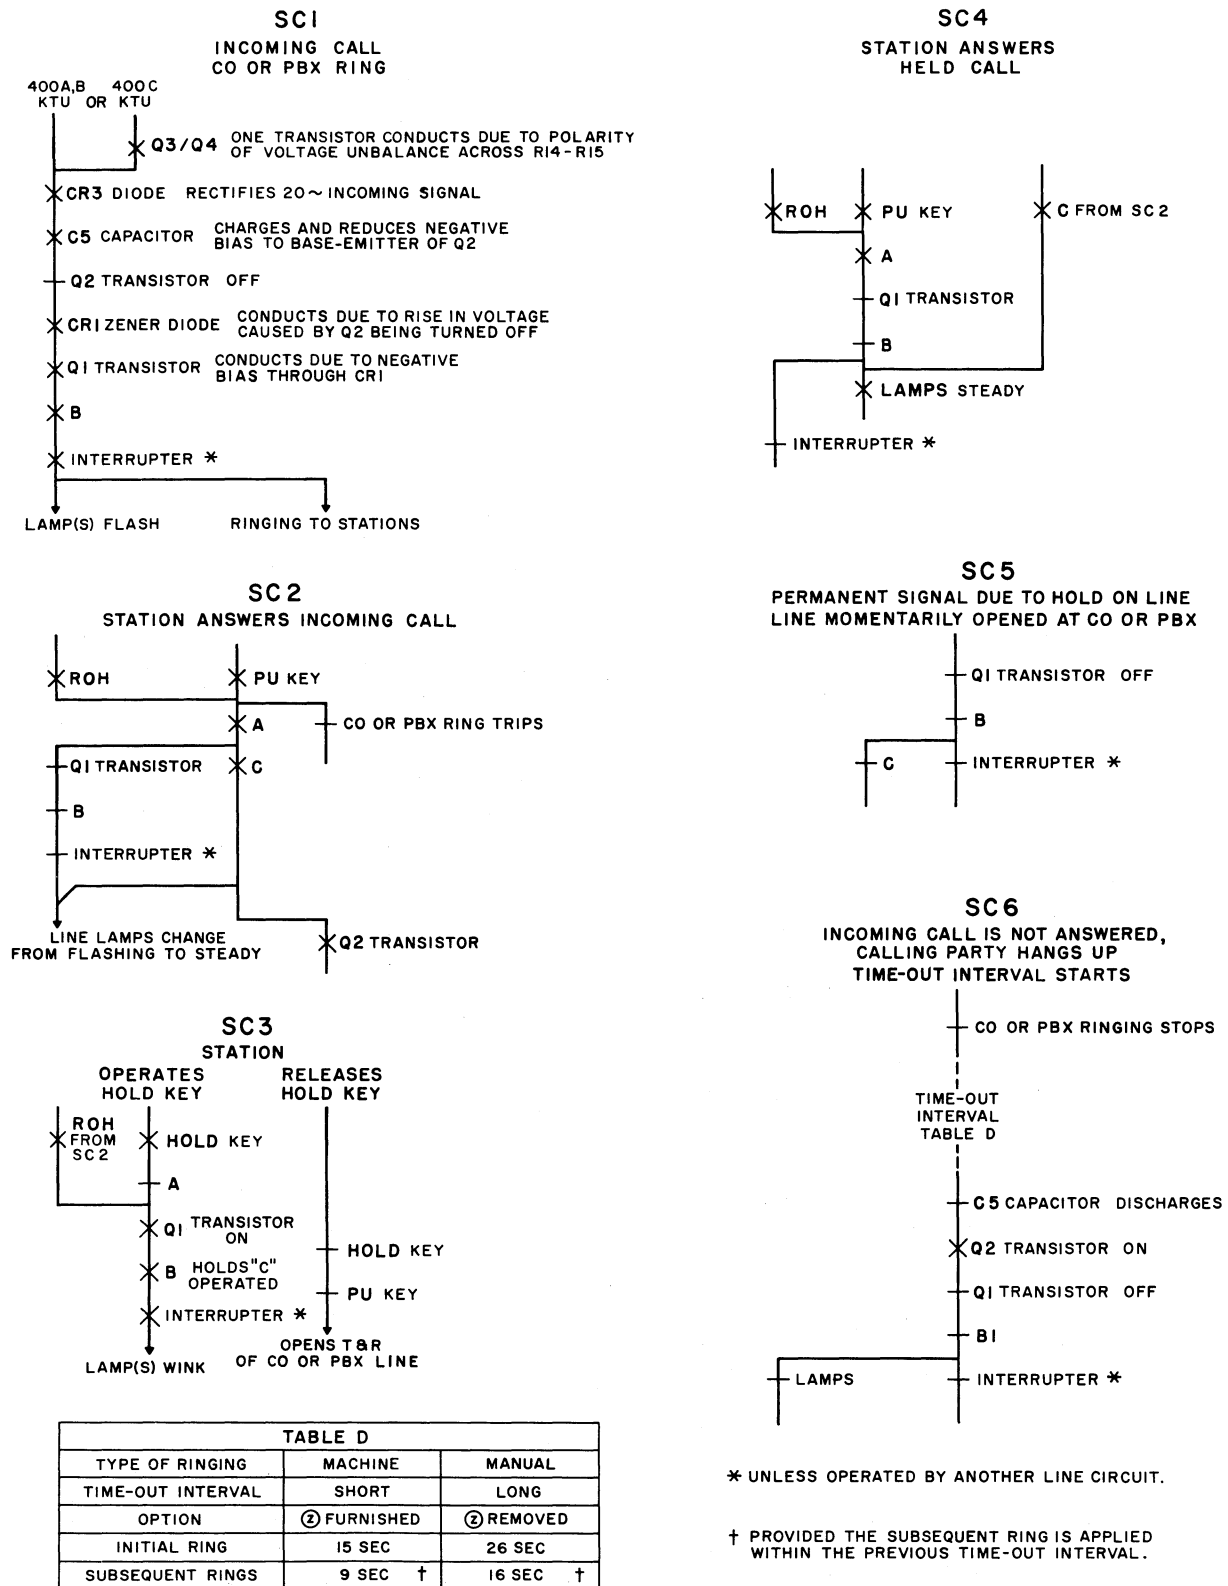 SC1
INCOMING CALL
CO OR PBX RING
400A,B 400C
KTU OR KTU
Q3/Q4 ONE TRANSISTOR CONDUCTS DUE TO POLARITY
OF VOLTAGE UNBALANCE ACROSS R14-R15
CR3 DIODE RECTIFIES 20~ INCOMING SIGNAL
C5 CAPACITOR CHARGES AND REDUCES NEGATIVE
BIAS TO BASE-EMITTER OF Q2
Q2 TRANSISTOR OFF
CR1 ZENER DIODE CONDUCTS DUE TO RISE IN VOLTAGE
CAUSED BY Q2 BEING TURNED OFF
Q1 TRANSISTOR CONDUCTS DUE TO NEGATIVE
BIAS THROUGH CR1
B
INTERRUPTER *
LAMP(S) FLASH RINGING TO STATIONS
SC2
STATION ANSWERS INCOMING CALL
ROH PU KEY
A CO OR PBX RING TRIPS
Q1 TRANSISTOR C
B
INTERRUPTER *
LINE LAMPS CHANGE
FROM FLASHING TO STEADY
Q2 TRANSISTOR
SC3
STATION
OPERATES RELEASES
HOLD KEY HOLD KEY
ROH
FROM
SC2
HOLD KEY
A
Q1 TRANSISTOR
ON
B HOLDS "C"
OPERATED
INTERRUPTER *
LAMP(S) WINK
HOLD KEY
PU KEY
OPENS T&R
OF CO OR PBX LINE
TABLE D
TYPE OF RINGING MACHINE MANUAL
TIME-OUT INTERVAL SHORT LONG
OPTION Ⓩ FURNISHED Ⓩ REMOVED
INITIAL RING 15 SEC 26 SEC
SUBSEQUENT RINGS 9 SEC † 16 SEC †
SC4
STATION ANSWERS
HELD CALL
ROH PU KEY C FROM SC2
A
Q1 TRANSISTOR
B
LAMPS STEADY
INTERRUPTER *
SC5
PERMANENT SIGNAL DUE TO HOLD ON LINE
LINE MOMENTARILY OPENED AT CO OR PBX
Q1 TRANSISTOR OFF
B
C INTERRUPTER *
SC6
INCOMING CALL IS NOT ANSWERED,
CALLING PARTY HANGS UP
TIME-OUT INTERVAL STARTS
CO OR PBX RINGING STOPS
TIME-OUT
INTERVAL
TABLE D
C5 CAPACITOR DISCHARGES
Q2 TRANSISTOR ON
Q1 TRANSISTOR OFF
B1
LAMPS INTERRUPTER *
* UNLESS OPERATED BY ANOTHER LINE CIRCUIT.
† PROVIDED THE SUBSEQUENT RING IS APPLIED
WITHIN THE PREVIOUS TIME-OUT INTERVAL.